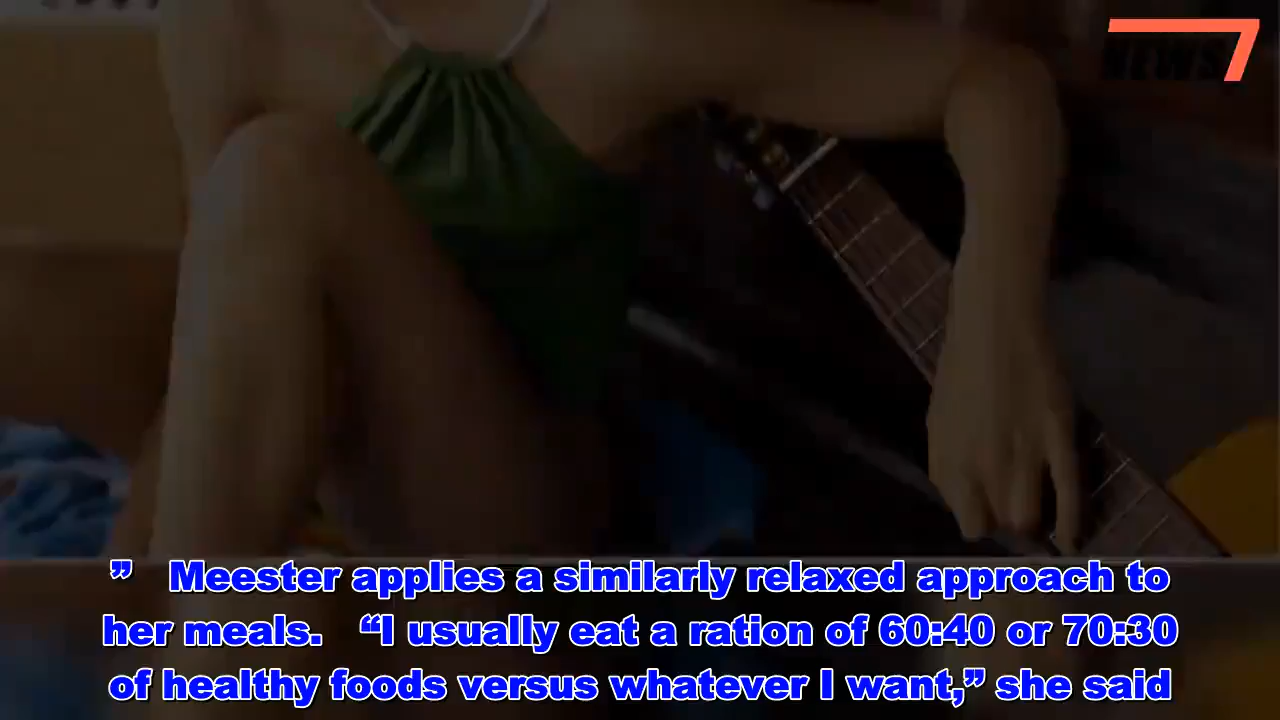 NEWS7
”   Meester applies a similarly relaxed approach to
her meals.   “I usually eat a ration of 60:40 or 70:30
of healthy foods versus whatever I want,” she said